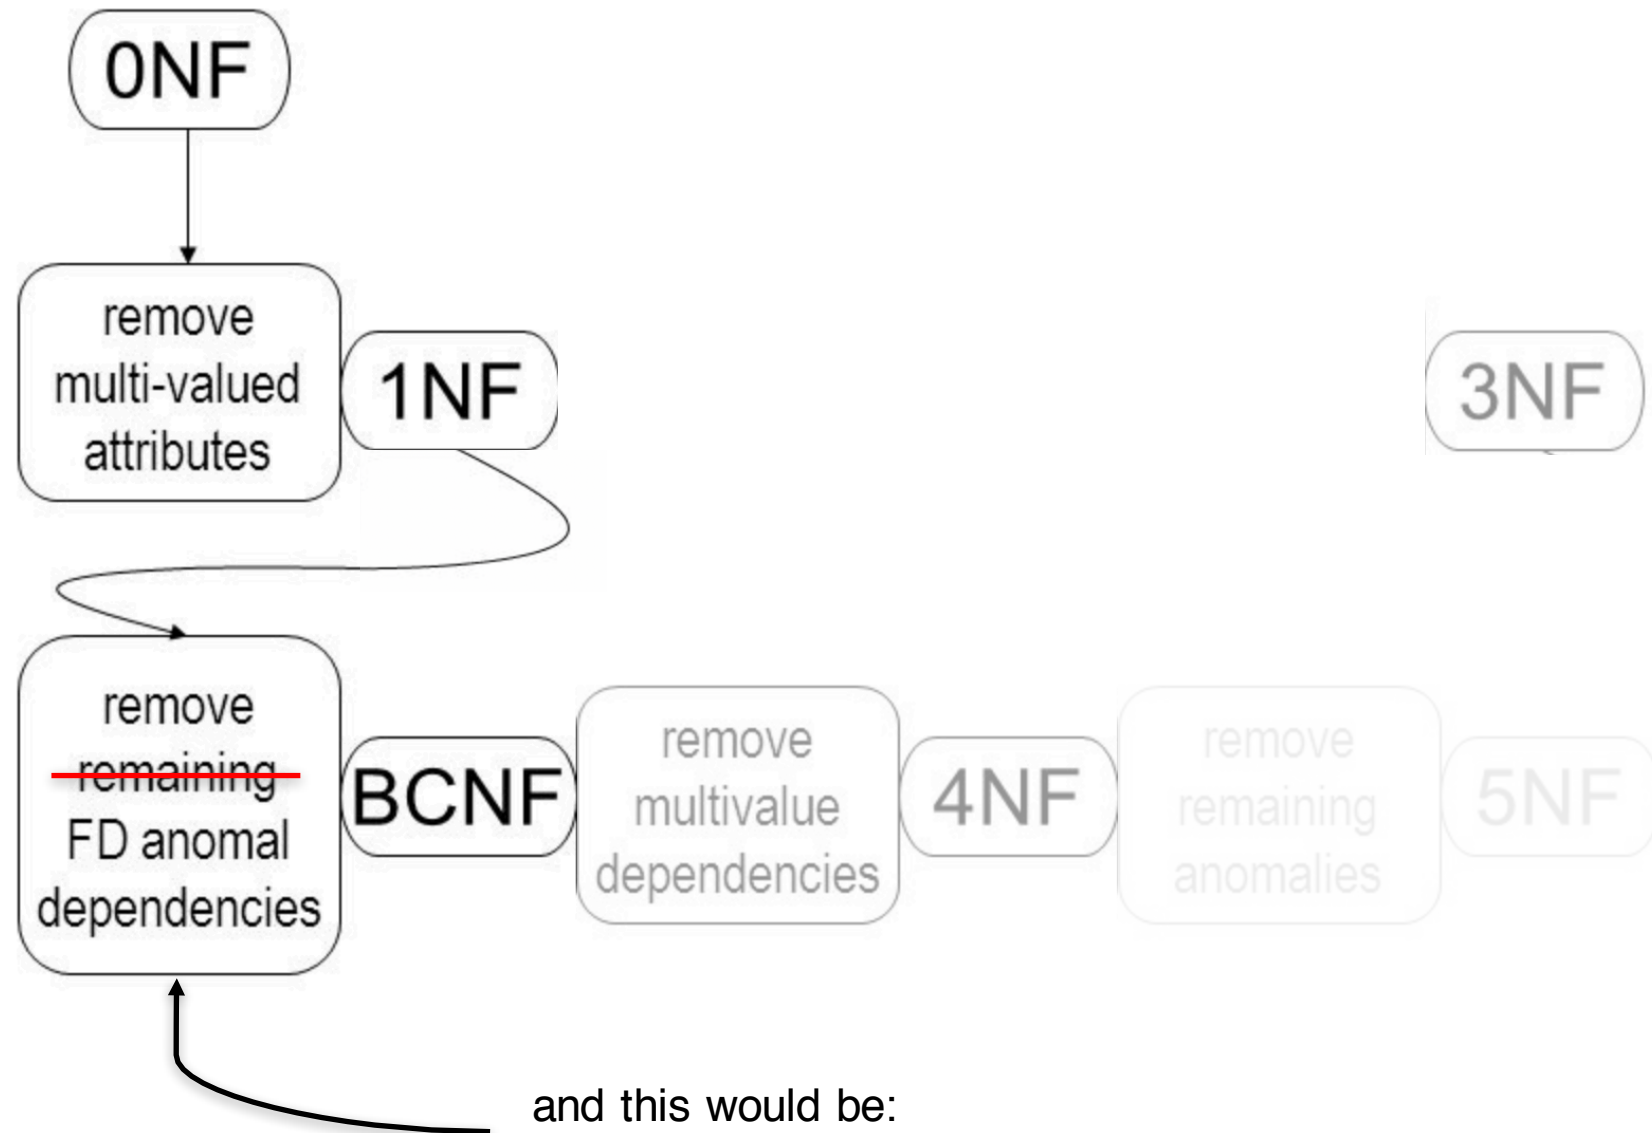 0NF
remove
multi-valued
attributes
1NF
3NF
remove
remaining
FD anomal
dependencies
BCNF
remove
multivalue
dependencies
4NF
remove
remaining
anomalies
5NF
and this would be: